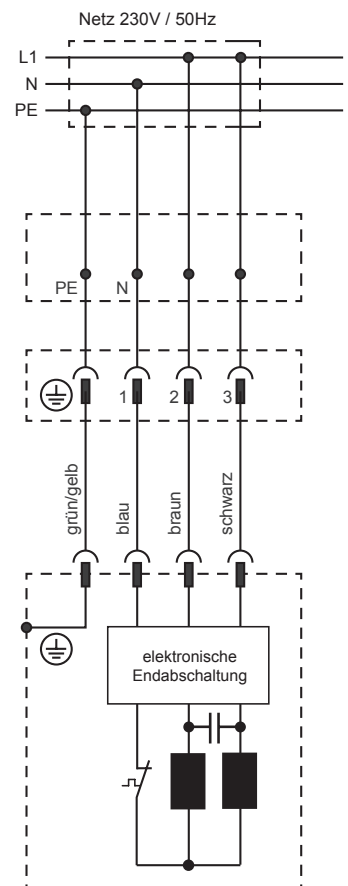 Netz 230V / 50Hz
L1
N
PE
PE N
1 2 3
grün/gelb
blau
braun
schwarz
elektronische
Endabschaltung